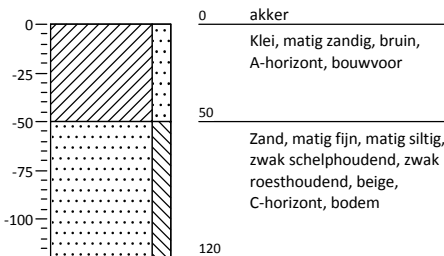 0 akker
0
Klei, matig zandig, bruin,
A-horizont, bouwvoor
-25
-50
50
Zand, matig fijn, matig siltig,
zwak schelphoudend, zwak
roesthoudend, beige,
C-horizont, bodem
-75
-100
120